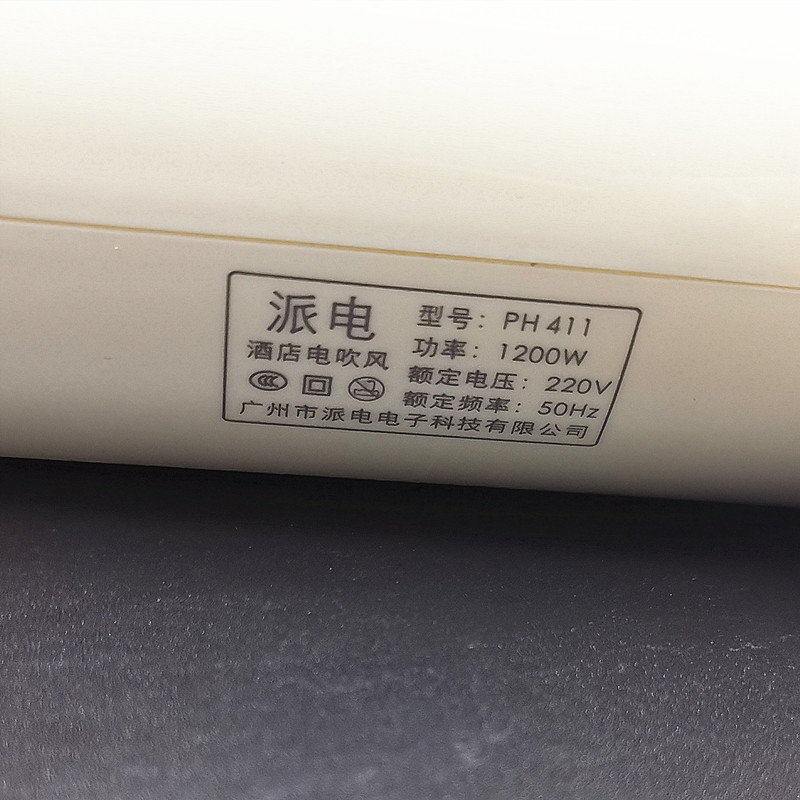 派电
酒店电吹风
型号：PH 411
功率：1200W
额定电压：220V
额定频率：50Hz
广州市派电电子科技有限公司